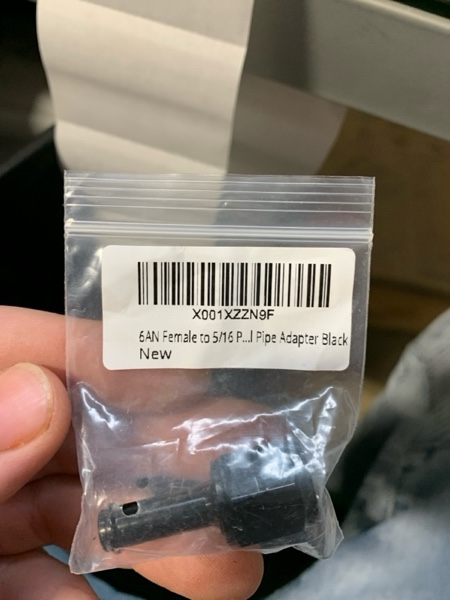 X001XZZN9F
6AN Female to 5/16 P...l Pipe Adapter Black
New